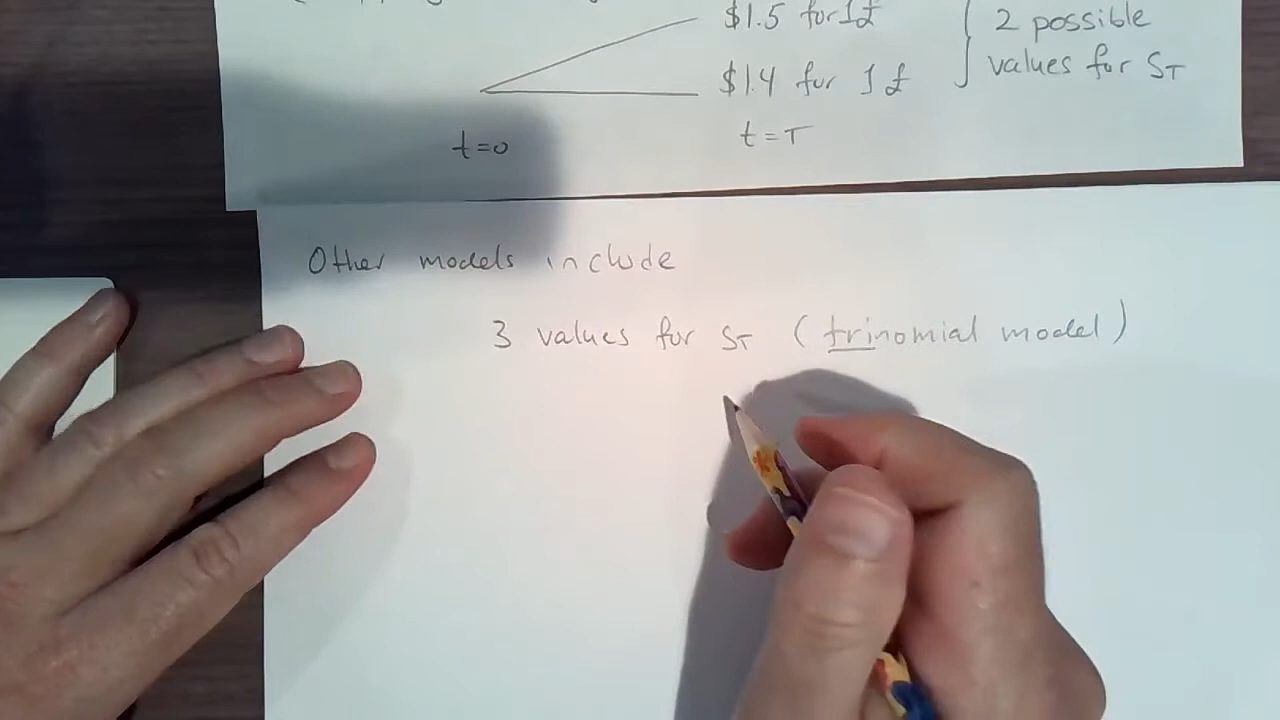 $1.5 for 1£
$1.4 for 1£
2 possible
values for ST
t=0
t=T
Other models include
3 values for ST (trinomial model)